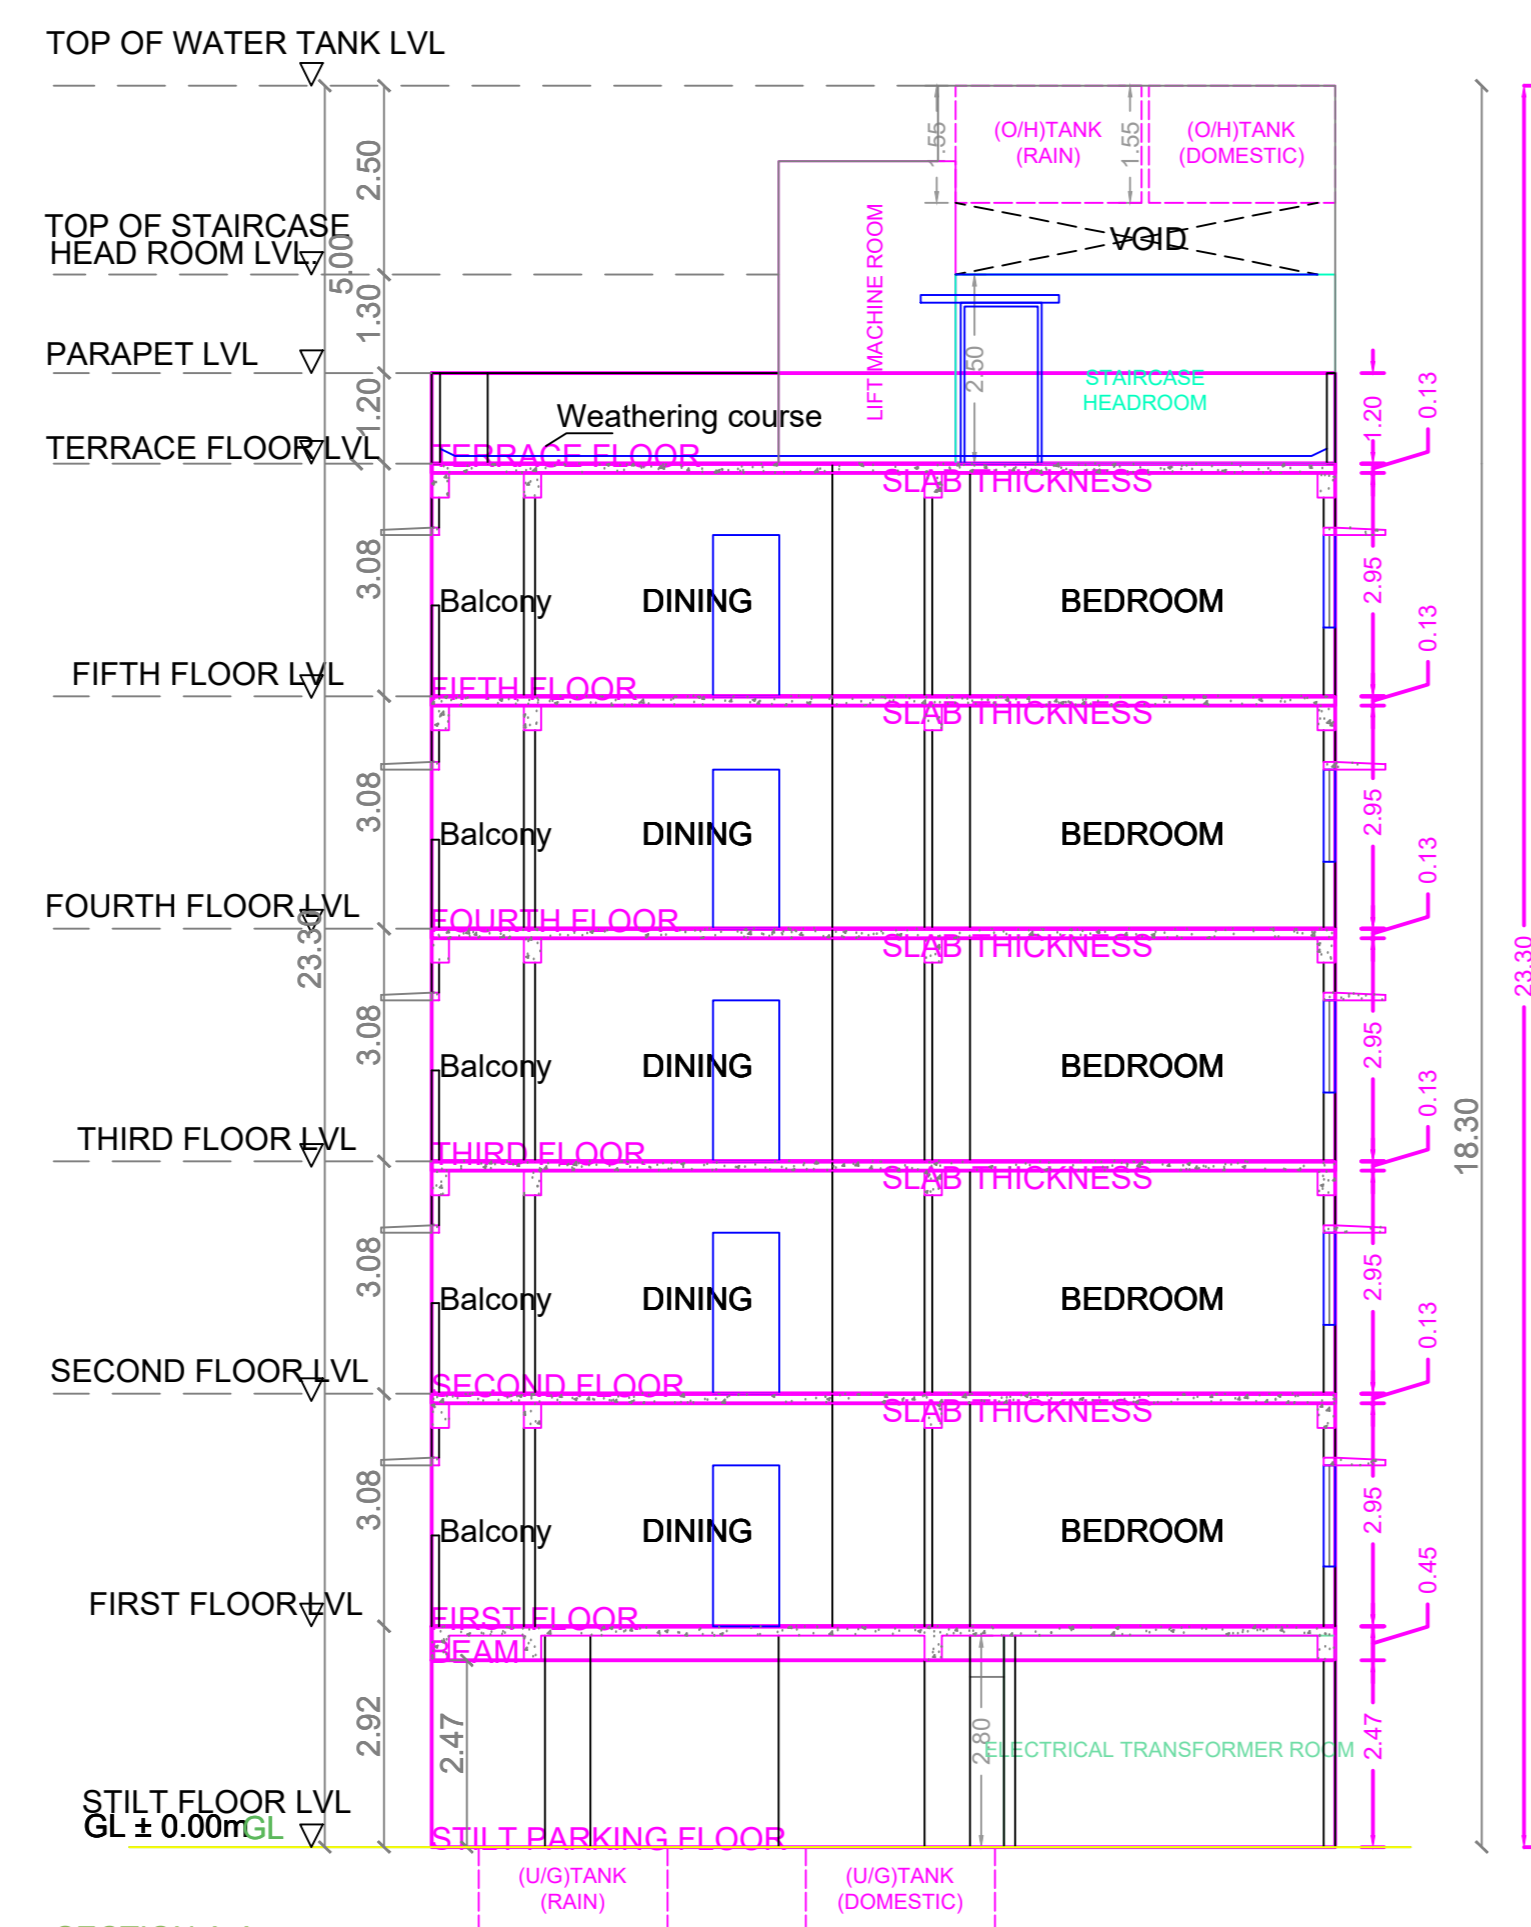 TOP OF WATER TANK LVL
2.50
1.55
(O/H)TANK
(RAIN)
1.55
(O/H)TANK
(DOMESTIC)
TOP OF STAIRCASE
HEAD ROOM LVL.
5.00
VOID
LIFT MACHINE ROOM
1.30
PARAPET LVL
2.50
STAIRCASE
HEADROOM
1.20
Weathering course
1.20
0.13
TERRACE FLOOR LVL
TERRACE FLOOR
SLAB THICKNESS
3.08
Balcony
DINING
BEDROOM
2.95
0.13
FIFTH FLOOR LVL
FIFTH FLOOR
SLAB THICKNESS
3.08
Balcony
DINING
BEDROOM
2.95
0.13
FOURTH FLOOR LVL
FOURTH FLOOR
SLAB THICKNESS
23.30
23.30
3.08
Balcony
DINING
BEDROOM
2.95
0.13
18.30
THIRD FLOOR LVL
THIRD FLOOR
SLAB THICKNESS
3.08
Balcony
DINING
BEDROOM
2.95
0.13
SECOND FLOOR LVL
SECOND FLOOR
SLAB THICKNESS
3.08
Balcony
DINING
BEDROOM
2.95
0.45
FIRST FLOOR LVL
FIRST FLOOR
BEAM
2.92
2.47
2.80
ELECTRICAL TRANSFORMER ROOM
2.47
STILT FLOOR LVL
GL ± 0.00m
GL
STILT PARKING FLOOR
(U/G)TANK
(RAIN)
(U/G)TANK
(DOMESTIC)